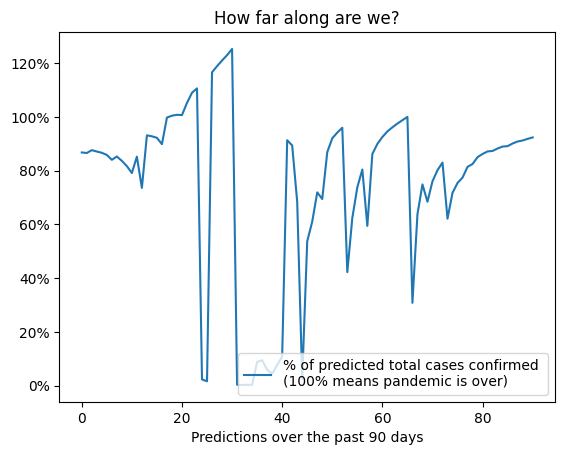 How far along are we?
120%
100%
80%
60%
40%
20%
0%
% of predicted total cases confirmed
(100% means pandemic is over)
0 20 40 60 80
Predictions over the past 90 days